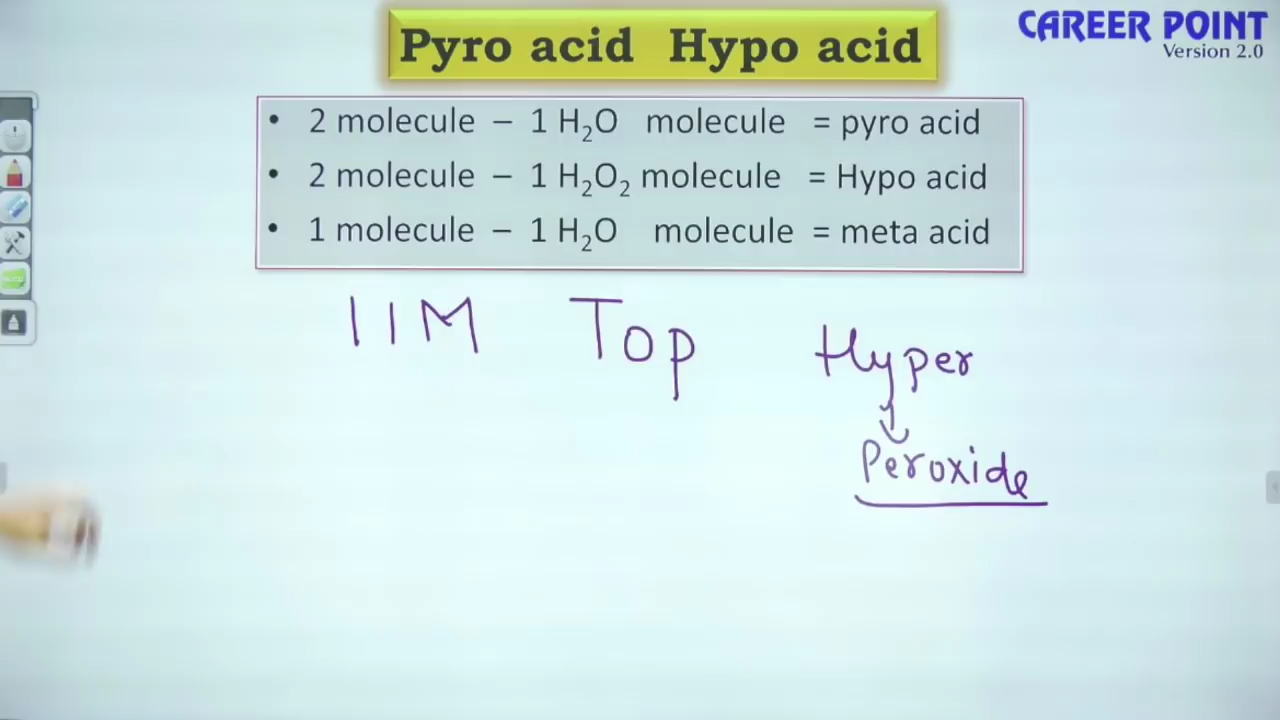 Pyro acid Hypo acid
CAREER POINT
Version 2.0
• 2 molecule – 1 H₂O molecule = pyro acid
• 2 molecule – 1 H₂O₂ molecule = Hypo acid
• 1 molecule – 1 H₂O molecule = meta acid
11M Top Hyper
Peroxide